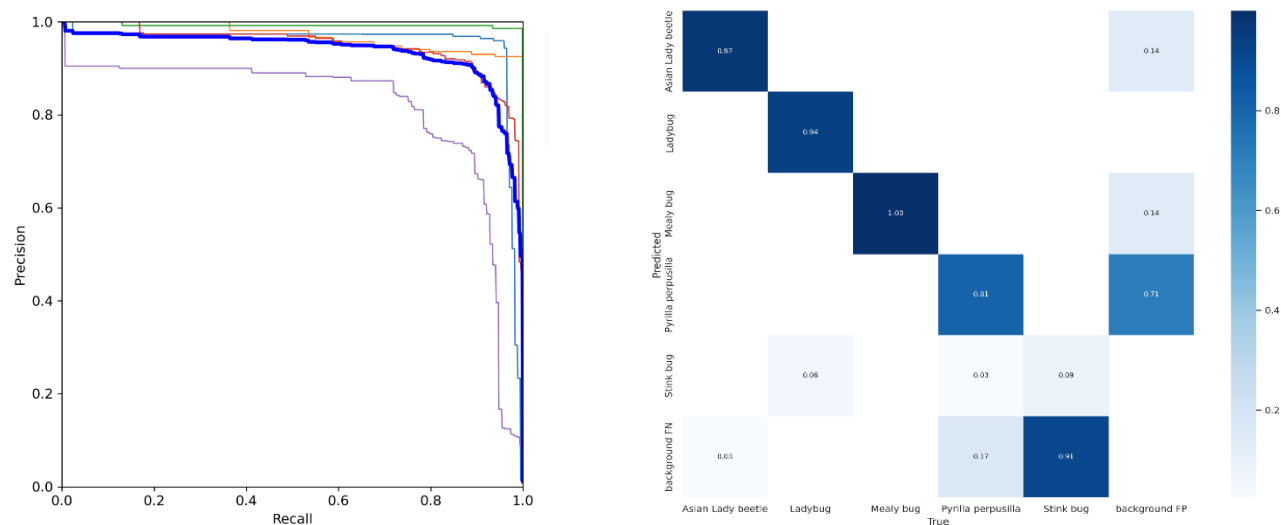 1.0
0.8
0.6
0.4
0.2
0.0
Precision
0.0 0.2 0.4 0.6 0.8 1.0
Recall
Predicted
Asian Lady beetle
Ladybug
Mealy bug
Pyrilla perpusilla
Stink bug
background FN
0.97 0.14
0.94
1.00 0.14
0.81 0.71
0.06 0.03 0.09
0.03 0.17 0.91
Asian Lady beetle Ladybug Mealy bug Pyrilla perpusilla Stink bug background FP
True
0.8
0.6
0.4
0.2